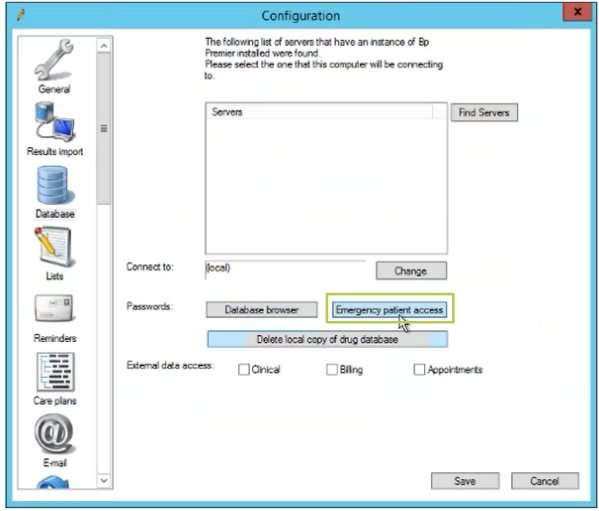 Configuration
x
The following list of servers that have an instance of Bp
Premier installed were found.
Please select the one that this computer will be connecting
to.
General
Servers
Find Servers
Results import
Database
Connect to:
(local)
Change
Lists
Passwords:
Database browser
Emergency patient access
Reminders
Delete local copy of drug database
External data access:
Clinical
Billing
Appointments
Care plans
@
E-mail
Save
Cancel